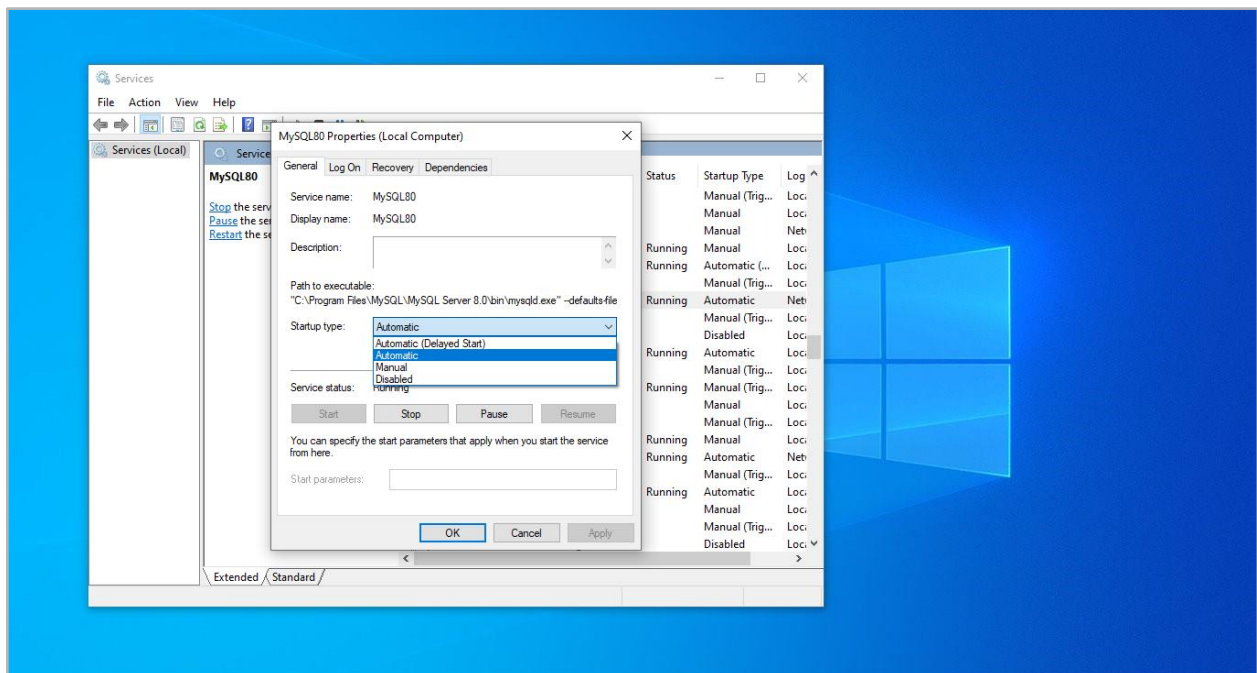 Services
File Action View Help
Services (Local)
MySQL80
Stop the
Pause the
Restart the
MySQL80 Properties (Local Computer)
General Log On Recovery Dependencies
Service name: MySQL80
Display name: MySQL80
Description:
Path to executable:
"C:\Program Files\MySQL\MySQL Server 8.0\bin\mysqld.exe" --defaults-file
Startup type: Automatic
Automatic (Delayed Start)
Automatic
Manual
Disabled
Service status: Running
Start Stop Pause Resume
You can specify the start parameters that apply when you start the service
from here.
Start parameters:
OK Cancel Apply
Status Startup Type Log
Manual (Trig...
Manual
Manual
Running Manual
Running Automatic (...
Manual (Trig...
Running Automatic
Manual (Trig...
Disabled
Running Automatic
Manual (Trig...
Running Manual (Trig...
Manual
Manual (Trig...
Running Manual
Running Automatic
Manual (Trig...
Running Automatic
Manual
Manual (Trig...
Disabled
Extended Standard